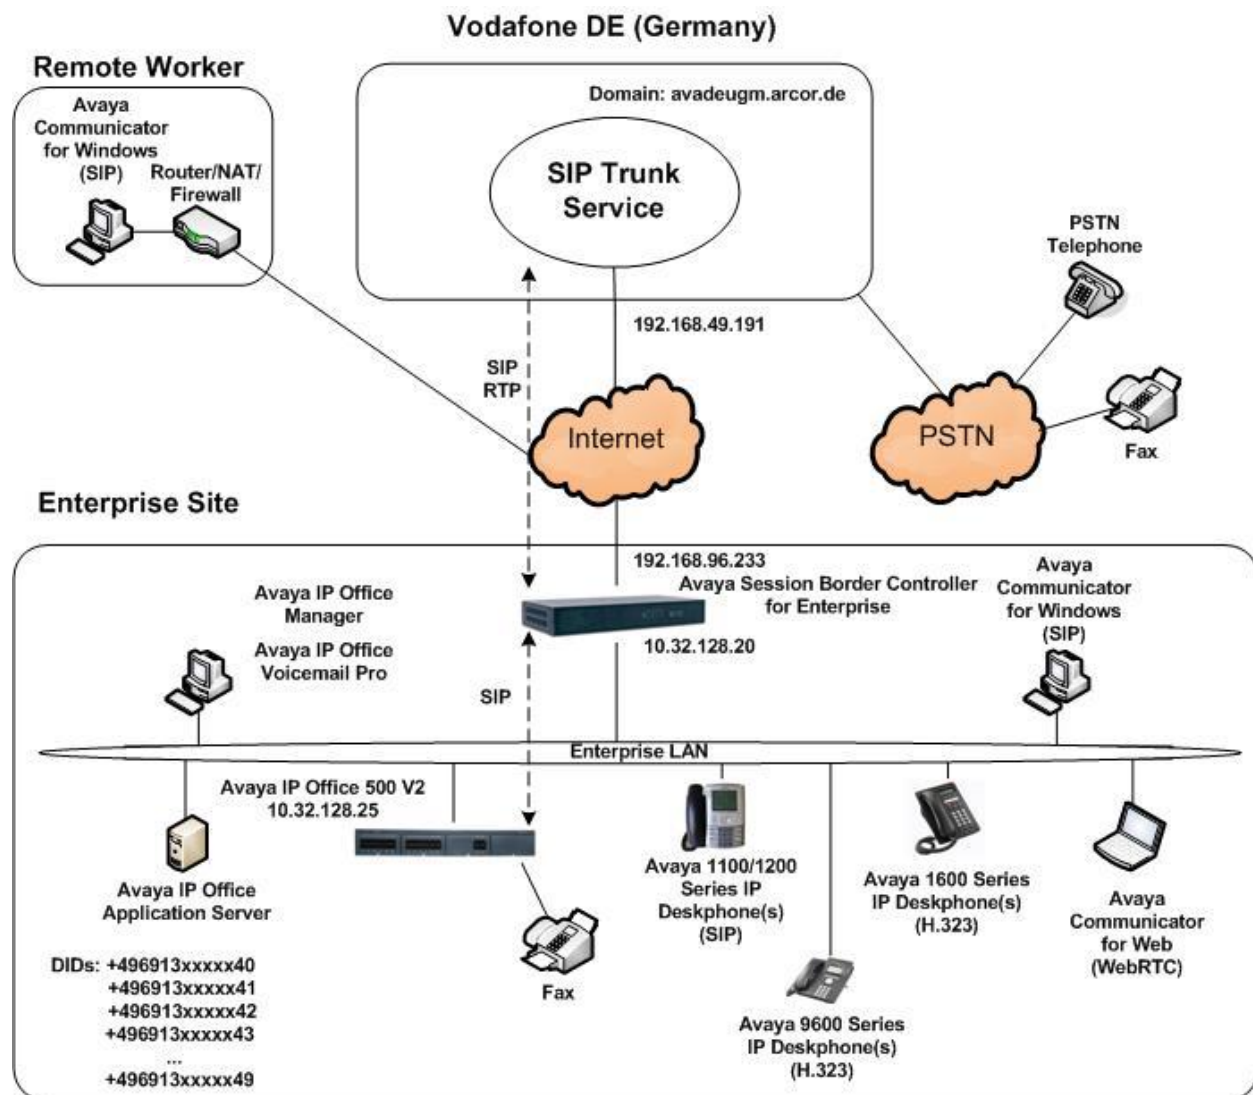 Vodafone DE (Germany)
Remote Worker
Avaya
Communicator
for Windows
(SIP)
Router/NAT/
Firewall
Domain: avadeugm.arcor.de
SIP Trunk
Service
PSTN
Telephone
192.168.49.191
SIP
RTP
Internet
PSTN
Fax
Enterprise Site
192.168.96.233
Avaya Session Border Controller
for Enterprise
10.32.128.20
Avaya IP Office
Manager
Avaya IP Office
Voicemail Pro
SIP
Avaya
Communicator
for Windows
(SIP)
Enterprise LAN
Avaya IP Office 500 V2
10.32.128.25
Avaya IP Office
Application Server
DIDs: +496913xxxxx40
+496913xxxxx41
+496913xxxxx42
+496913xxxxx43
...
+496913xxxxx49
Fax
Avaya 1100/1200
Series IP
Deskphone(s)
(SIP)
Avaya 9600 Series
IP Deskphone(s)
(H.323)
Avaya 1600 Series
IP Deskphone(s)
(H.323)
Avaya
Communicator
for Web
(WebRTC)